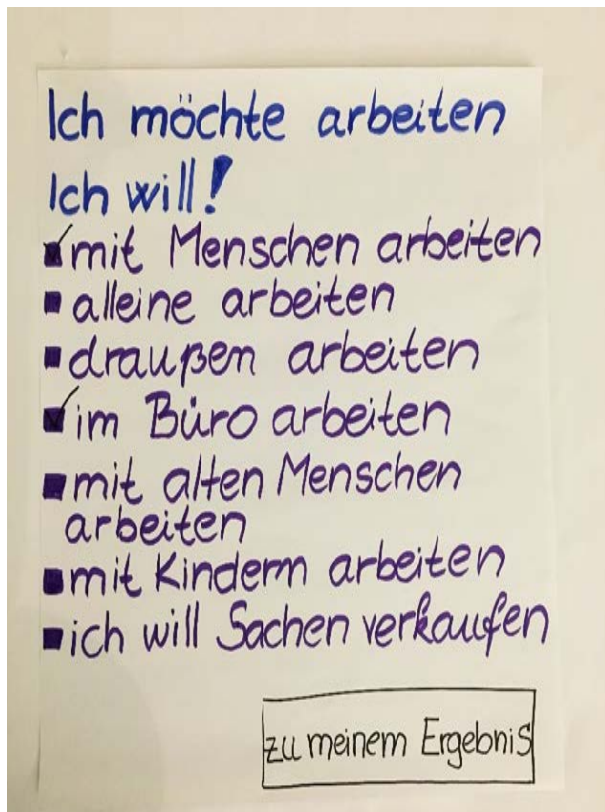 Ich möchte arbeiten
Ich will!
mit Menschen arbeiten
alleine arbeiten
draußen arbeiten
im Büro arbeiten
mit alten Menschen
arbeiten
mit Kindern arbeiten
ich will Sachen verkaufen
zu meinem Ergebnis